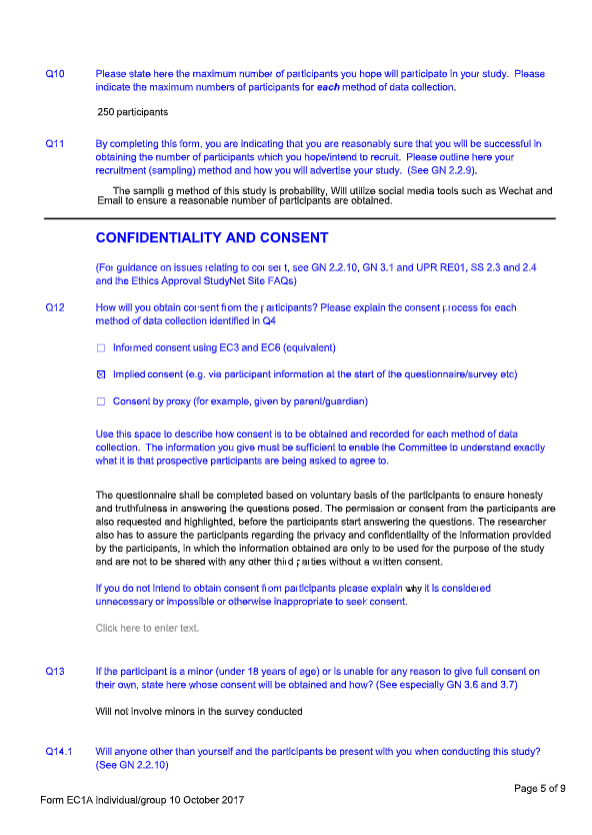 Q10 Please state here the maximum number of participants you hope will participate in your study. Please
indicate the maximum numbers of participants for each method of data collection.
250 participants
Q11 By completing this form, you are indicating that you are reasonably sure that you will be successful in
obtaining the number of participants which you hope/intend to recruit. Please outline here your
recruitment (sampling) method and how you will advertise your study. (See GN 2.2.9).
The sampling method of this study is probability, Will utilize social media tools such as Wechat and
Email to ensure a reasonable number of participants are obtained.
CONFIDENTIALITY AND CONSENT
(For guidance on issues relating to consent, see GN 2.2.10, GN 3.1 and UPR RE01, SS 2.3 and 2.4
and the Ethics Approval StudyNet Site FAQs)
Q12 How will you obtain consent from the participants? Please explain the consent process for each
method of data collection identified in Q4
☐ Informed consent using EC3 and EC6 (equivalent)
☒ Implied consent (e.g. via participant information at the start of the questionnaire/survey etc)
☐ Consent by proxy (for example, given by parent/guardian)
Use this space to describe how consent is to be obtained and recorded for each method of data
collection. The information you give must be sufficient to enable the Committee to understand exactly
what it is that prospective participants are being asked to agree to.
The questionnaire shall be completed based on voluntary basis of the participants to ensure honesty
and truthfulness in answering the questions posed. The permission or consent from the participants are
also requested and highlighted, before the participants start answering the questions. The researcher
also has to assure the participants regarding the privacy and confidentiality of the information provided
by the participants, in which the information obtained are only to be used for the purpose of the study
and are not to be shared with any other third parties without a written consent.
If you do not intend to obtain consent from participants please explain why it is considered
unnecessary or impossible or otherwise inappropriate to seek consent.
Click here to enter text.
Q13 If the participant is a minor (under 18 years of age) or is unable for any reason to give full consent on
their own, state here whose consent will be obtained and how? (See especially GN 3.6 and 3.7)
Will not involve minors in the survey conducted
Q14.1 Will anyone other than yourself and the participants be present with you when conducting this study?
(See GN 2.2.10)
Page 5 of 9
Form EC1A individual/group 10 October 2017